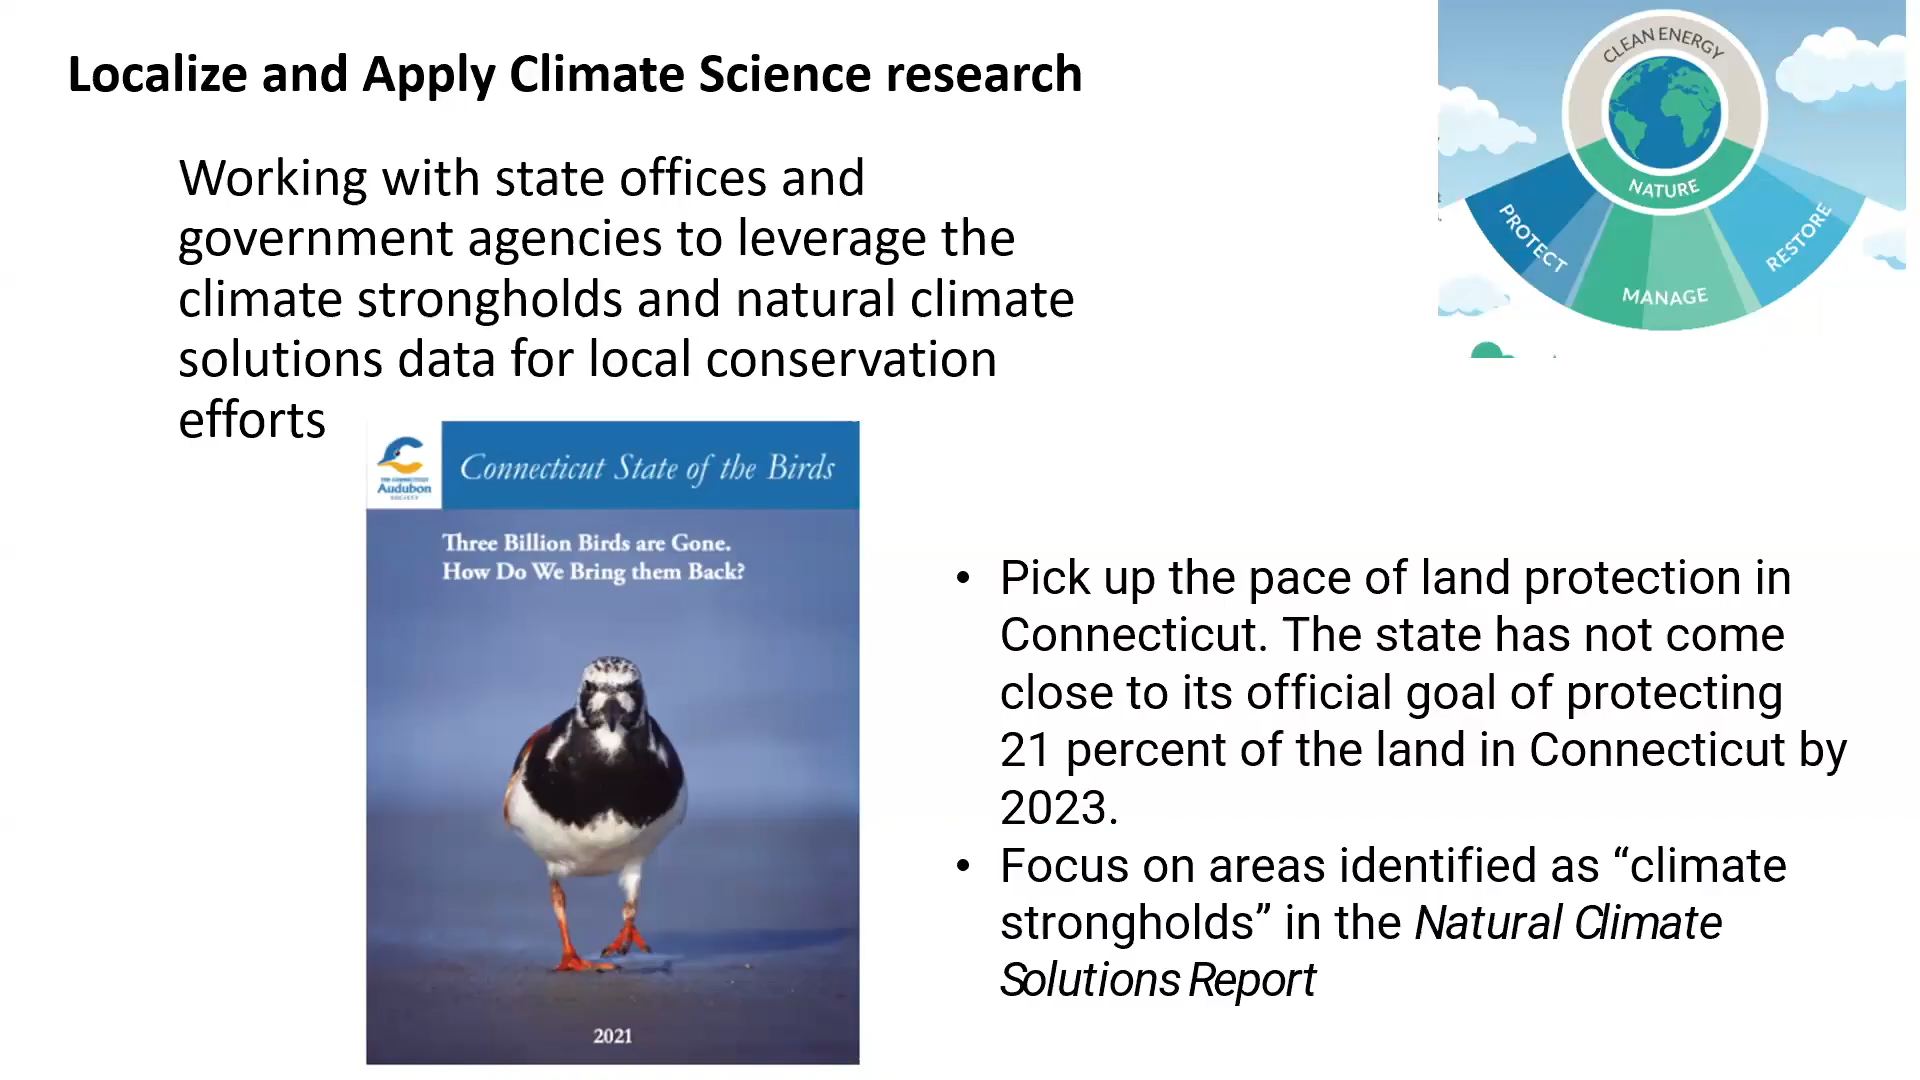 Localize and Apply Climate Science research
Working with state offices and
government agencies to leverage the
climate strongholds and natural climate
solutions data for local conservation
efforts
CLEAN ENERGY
NATURE
PROTECT
MANAGE
RESTORE
THE CONNECTICUT
Audubon
SOCIETY
Connecticut State of the Birds
Three Billion Birds are Gone.
How Do We Bring them Back?
2021
• Pick up the pace of land protection in
Connecticut. The state has not come
close to its official goal of protecting
21 percent of the land in Connecticut by
2023.
• Focus on areas identified as “climate
strongholds” in the Natural Climate
Solutions Report